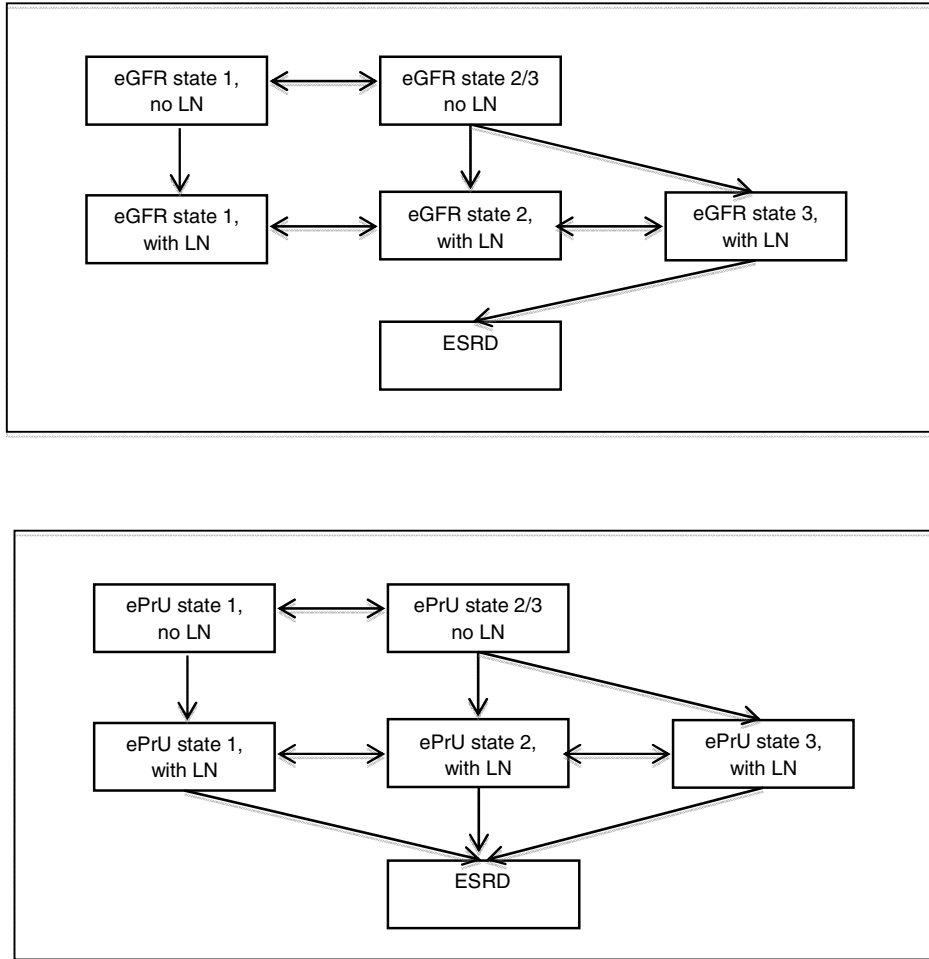 eGFR state 1,
no LN
eGFR state 2/3
no LN
eGFR state 1,
with LN
eGFR state 2,
with LN
eGFR state 3,
with LN
ESRD
ePrU state 1,
no LN
ePrU state 2/3
no LN
ePrU state 1,
with LN
ePrU state 2,
with LN
ePrU state 3,
with LN
ESRD